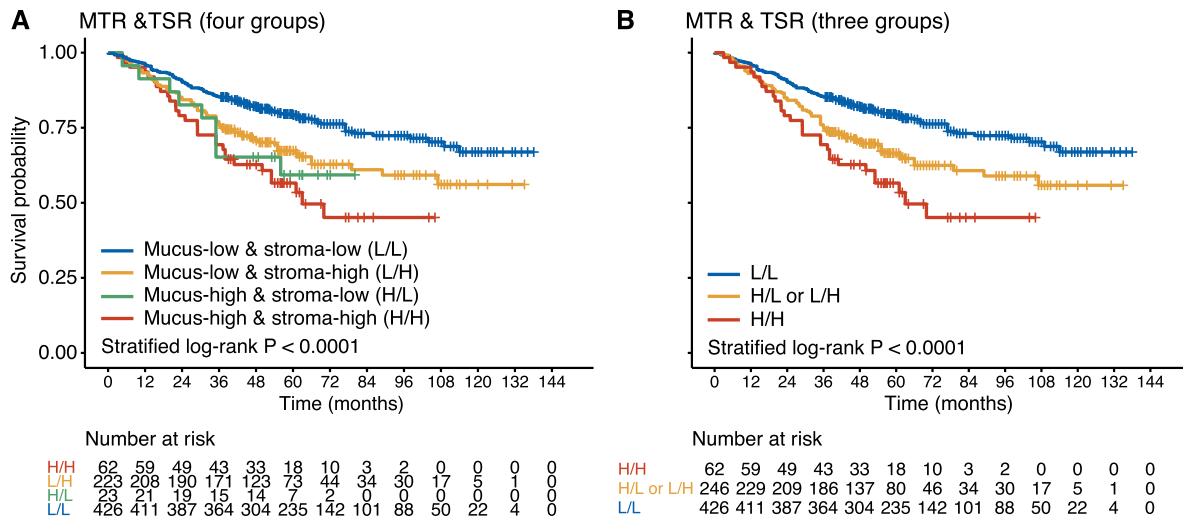 A
MTR &TSR (four groups)
1.00
0.75
0.50
0.25
0.00
Survival probability
Mucus-low & stroma-low (L/L)
Mucus-low & stroma-high (L/H)
Mucus-high & stroma-low (H/L)
Mucus-high & stroma-high (H/H)
Stratified log-rank P < 0.0001
0 12 24 36 48 60 72 84 96 108 120 132 144
Time (months)
Number at risk
H/H 62 59 49 43 33 18 10 3 2 0 0 0 0
L/H 223 208 190 171 123 73 44 34 30 17 5 1 0
H/L 23 21 19 15 14 7 2 0 0 0 0 0 0
L/L 426 411 387 364 304 235 142 101 88 50 22 4 0
B
MTR & TSR (three groups)
L/L
H/L or L/H
H/H
Stratified log-rank P < 0.0001
0 12 24 36 48 60 72 84 96 108 120 132 144
Time (months)
Number at risk
H/H 62 59 49 43 33 18 10 3 2 0 0 0 0
H/L or L/H 246 229 209 186 137 80 46 34 30 17 5 1 0
L/L 426 411 387 364 304 235 142 101 88 50 22 4 0